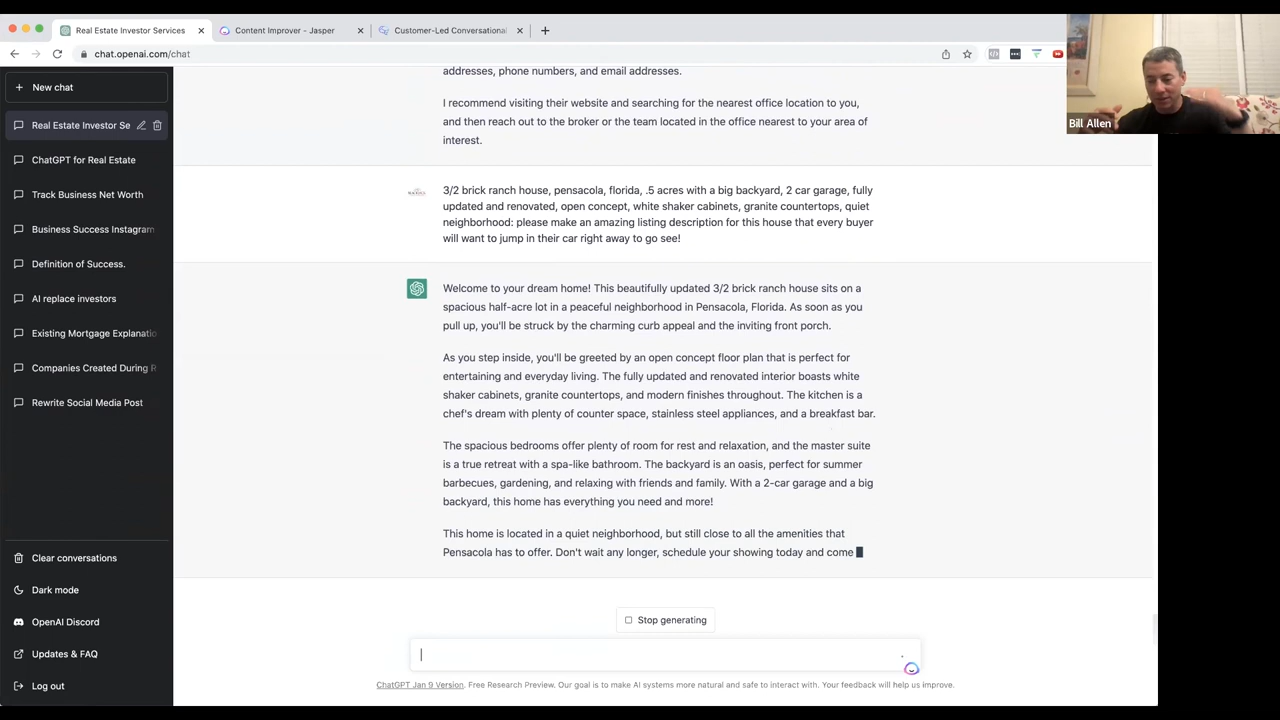 Real Estate Investor Services
Content Improver - Jasper
Customer-Led Conversational
chat.openai.com/chat
New chat
Real Estate Investor Se
ChatGPT for Real Estate
Track Business Net Worth
Business Success Instagram
Definition of Success.
AI replace investors
Existing Mortgage Explanatio
Companies Created During R
Rewrite Social Media Post
Clear conversations
Dark mode
OpenAI Discord
Updates & FAQ
Log out
addresses, phone numbers, and email addresses.
I recommend visiting their website and searching for the nearest office location to you,
and then reach out to the broker or the team located in the office nearest to your area of
interest.
3/2 brick ranch house, pensacola, florida, .5 acres with a big backyard, 2 car garage, fully
updated and renovated, open concept, white shaker cabinets, granite countertops, quiet
neighborhood: please make an amazing listing description for this house that every buyer
will want to jump in their car right away to go see!
Welcome to your dream home! This beautifully updated 3/2 brick ranch house sits on a
spacious half-acre lot in a peaceful neighborhood in Pensacola, Florida. As soon as you
pull up, you'll be struck by the charming curb appeal and the inviting front porch.
As you step inside, you'll be greeted by an open concept floor plan that is perfect for
entertaining and everyday living. The fully updated and renovated interior boasts white
shaker cabinets, granite countertops, and modern finishes throughout. The kitchen is a
chef's dream with plenty of counter space, stainless steel appliances, and a breakfast bar.
The spacious bedrooms offer plenty of room for rest and relaxation, and the master suite
is a true retreat with a spa-like bathroom. The backyard is an oasis, perfect for summer
barbecues, gardening, and relaxing with friends and family. With a 2-car garage and a big
backyard, this home has everything you need and more!
This home is located in a quiet neighborhood, but still close to all the amenities that
Pensacola has to offer. Don't wait any longer, schedule your showing today and come
Stop generating
ChatGPT Jan 9 Version. Free Research Preview. Our goal is to make AI systems more natural and safe to interact with. Your feedback will help us improve.
Bill Allen